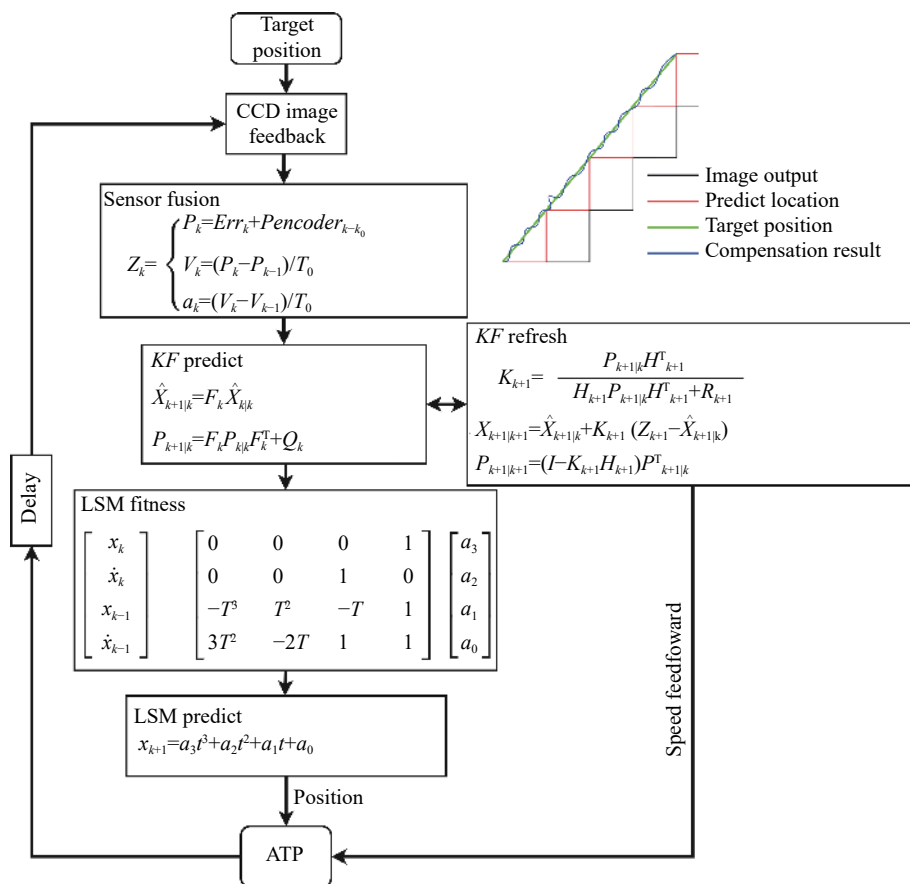 Target
position
CCD image
feedback
Sensor fusion
Z_k=
P_k=Err_k+Pencoder_{k−k_0}
V_k=(P_k−P_{k−1})/T_0
a_k=(V_k−V_{k−1})/T_0
Image output
Predict location
Target position
Compensation result
KF predict
X̂_{k+1|k}=F_k X̂_{k|k}
P_{k+1|k}=F_k P_{k|k} F_k^T+Q_k
KF refresh
K_{k+1}= P_{k+1|k}H^T_{k+1}
H_{k+1}P_{k+1|k}H^T_{k+1}+R_{k+1}
X_{k+1|k+1}=X̂_{k+1|k}+K_{k+1} (Z_{k+1}−X̂_{k+1|k})
P_{k+1|k+1}=(I−K_{k+1}H_{k+1})P^T_{k+1|k}
Delay
LSM fitness
x_k 0 0 0 1 a_3
ẋ_k 0 0 1 0 a_2
x_{k−1} −T^3 T^2 −T 1 a_1
ẋ_{k−1} 3T^2 −2T 1 1 a_0
LSM predict
x_{k+1}=a_3t^3+a_2t^2+a_1t+a_0
Speed feedfoward
Position
ATP